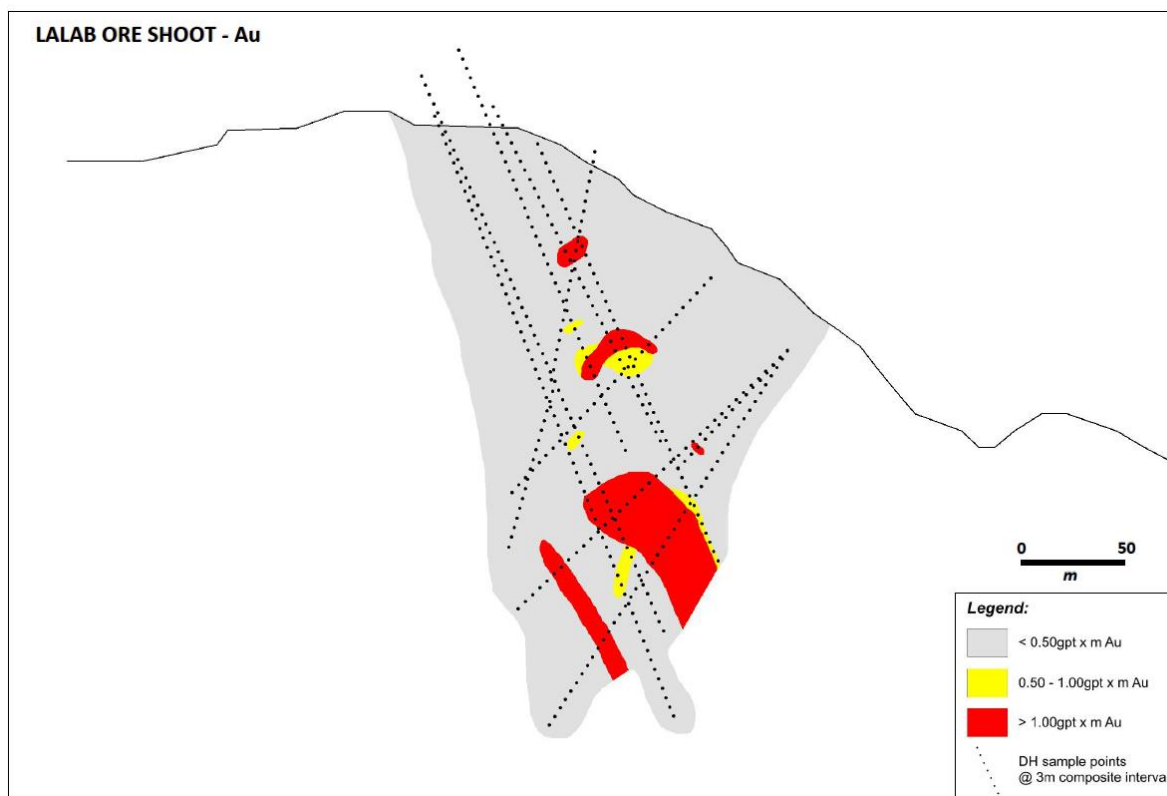 LALAB ORE SHOOT - Au
0 50
m
Legend:
< 0.50gpt x m Au
0.50 - 1.00gpt x m Au
> 1.00gpt x m Au
DH sample points
@ 3m composite interva